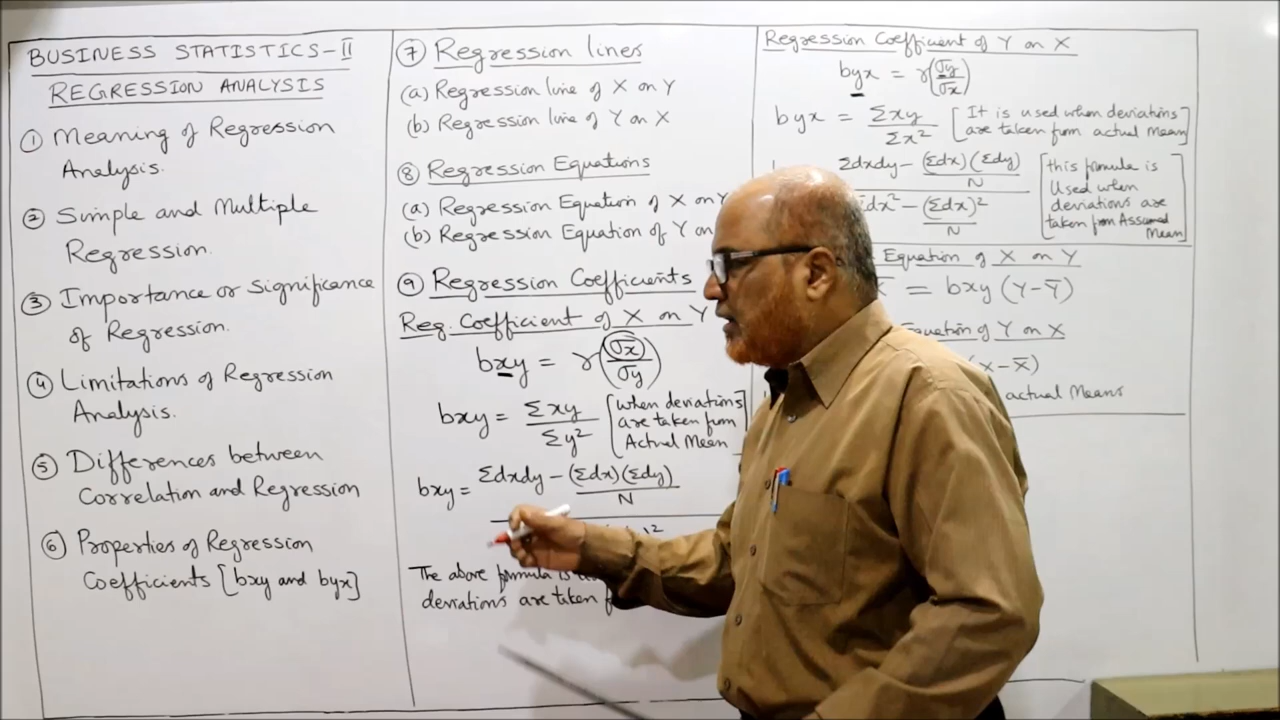 BUSINESS STATISTICS-II
REGRESSION ANALYSIS
① Meaning of Regression
Analysis.
② Simple and Multiple
Regression.
③ Importance or Significance
of Regression.
④ Limitations of Regression
Analysis.
⑤ Differences between
Correlation and Regression
⑥ Properties of Regression
Coefficients [bxy and byx]
⑦ Regression lines
(a) Regression line of X on Y
(b) Regression line of Y on X
⑧ Regression Equations
(a) Regression Equation of X on Y
(b) Regression Equation of Y on
⑨ Regression Coefficients
Reg. Coefficient of X on Y
bxy = r(σx/σy)
bxy = Σxy/Σy² [when deviations
are taken from
Actual Mean
bxy = Σdxdy - (Σdx)(Σdy)/N
The above formula is
deviations are taken
Regression Coefficient of Y on X
byx = r(σy/σx)
byx = Σxy/Σx² [It is used when deviations
are taken from actual Mean]
Σdxdy - (Σdx)(Σdy)/N
dx² - (Σdx)²/N
[this formula is
Used when
deviations are
taken from Assumed
Mean]
Equation of X on Y
= bxy (Y-Ȳ)
Equation of Y on X
(X-X̄)
actual Means